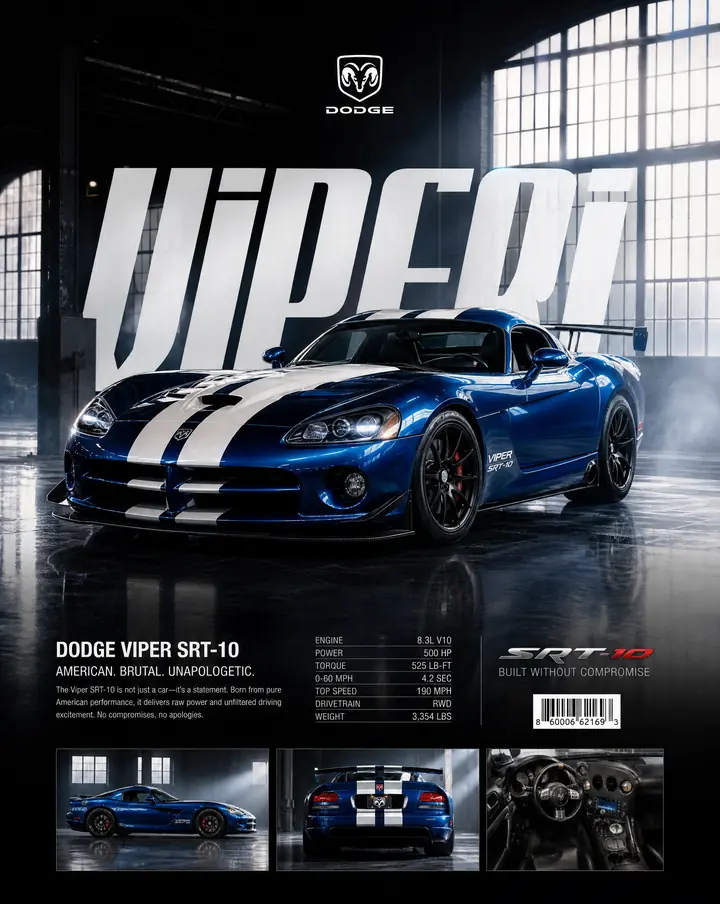 DODGE
ViPERi
VIPER
SRT-10
DODGE VIPER SRT-10
AMERICAN. BRUTAL. UNAPOLOGETIC.
The Viper SRT-10 is not just a car—it's a statement. Born from pure
American performance, it delivers raw power and unfiltered driving
excitement. No compromises, no apologies.
ENGINE 8.3L V10
POWER 500 HP
TORQUE 525 LB-FT
0-60 MPH 4.2 SEC
TOP SPEED 190 MPH
DRIVETRAIN RWD
WEIGHT 3,354 LBS
SRT-10
BUILT WITHOUT COMPROMISE
8 60006 62169 3